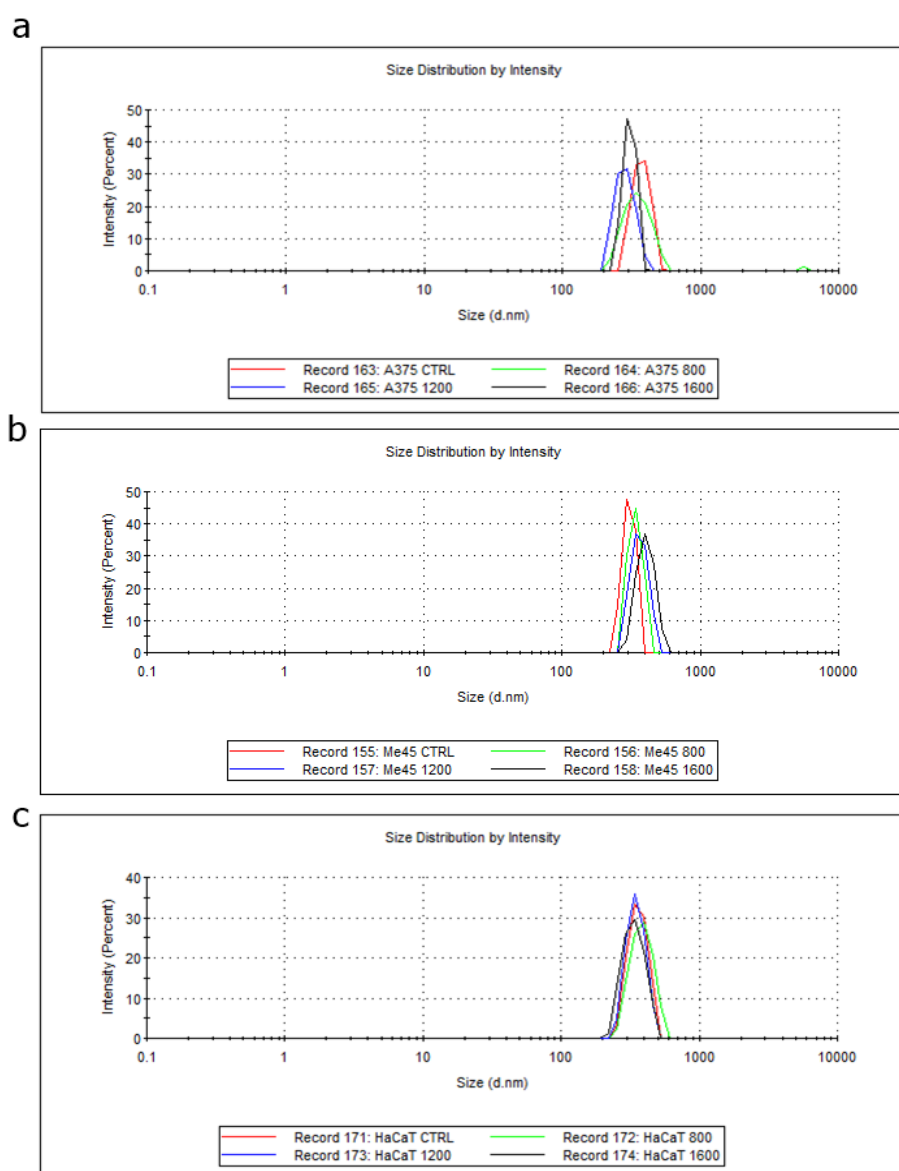 a
Size Distribution by Intensity
50
40
30
20
10
0
Intensity (Percent)
0.1 1 10 100 1000 10000
Size (d.nm)
Record 163: A375 CTRL Record 164: A375 800
Record 165: A375 1200 Record 166: A375 1600
b
Size Distribution by Intensity
50
40
30
20
10
0
Intensity (Percent)
0.1 1 10 100 1000 10000
Size (d.nm)
Record 155: Me45 CTRL Record 156: Me45 800
Record 157: Me45 1200 Record 158: Me45 1600
c
Size Distribution by Intensity
40
30
20
10
0
Intensity (Percent)
0.1 1 10 100 1000 10000
Size (d.nm)
Record 171: HaCaT CTRL Record 172: HaCaT 800
Record 173: HaCaT 1200 Record 174: HaCaT 1600